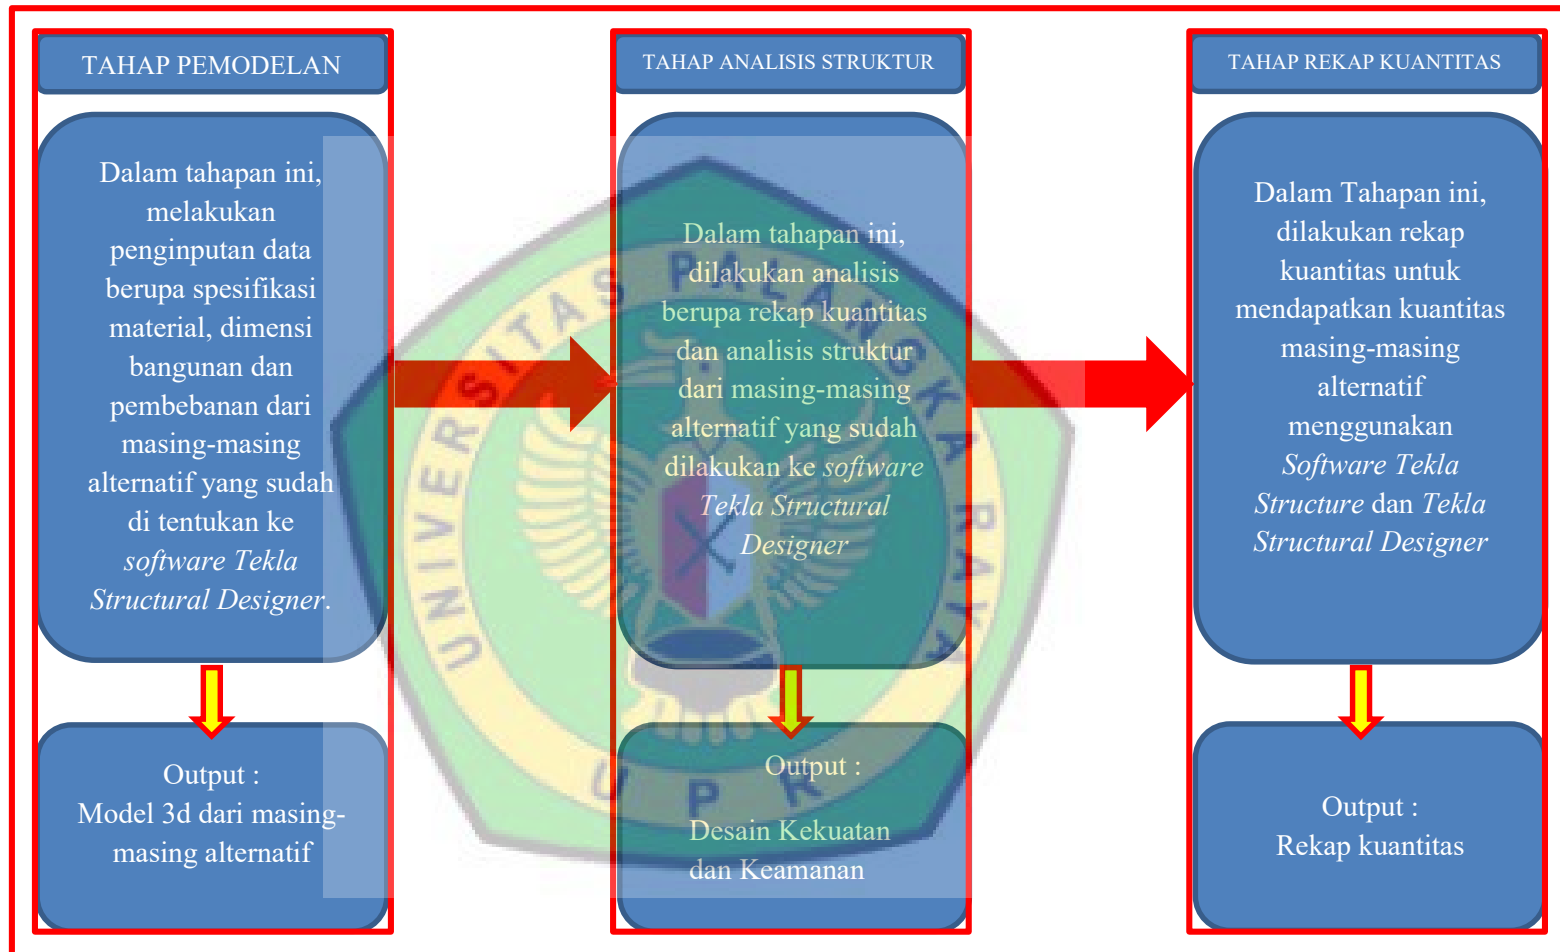 TAHAP PEMODELAN
Dalam tahapan ini,
melakukan
penginputan data
berupa spesifikasi
material, dimensi
bangunan dan
pembebanan dari
masing-masing
alternatif yang sudah
di tentukan ke
software Tekla
Structural Designer.
Output :
Model 3d dari masing-
masing alternatif
TAHAP ANALISIS STRUKTUR
Dalam tahapan ini,
dilakukan analisis
berupa rekap kuantitas
dan analisis struktur
dari masing-masing
alternatif yang sudah
dilakukan ke software
Tekla Structural
Designer
Output :
Desain Kekuatan
dan Keamanan
TAHAP REKAP KUANTITAS
Dalam Tahapan ini,
dilakukan rekap
kuantitas untuk
mendapatkan kuantitas
masing-masing
alternatif
menggunakan
Software Tekla
Structure dan Tekla
Structural Designer
Output :
Rekap kuantitas
UNIVERSITAS PALANGKA RAYA
UPR